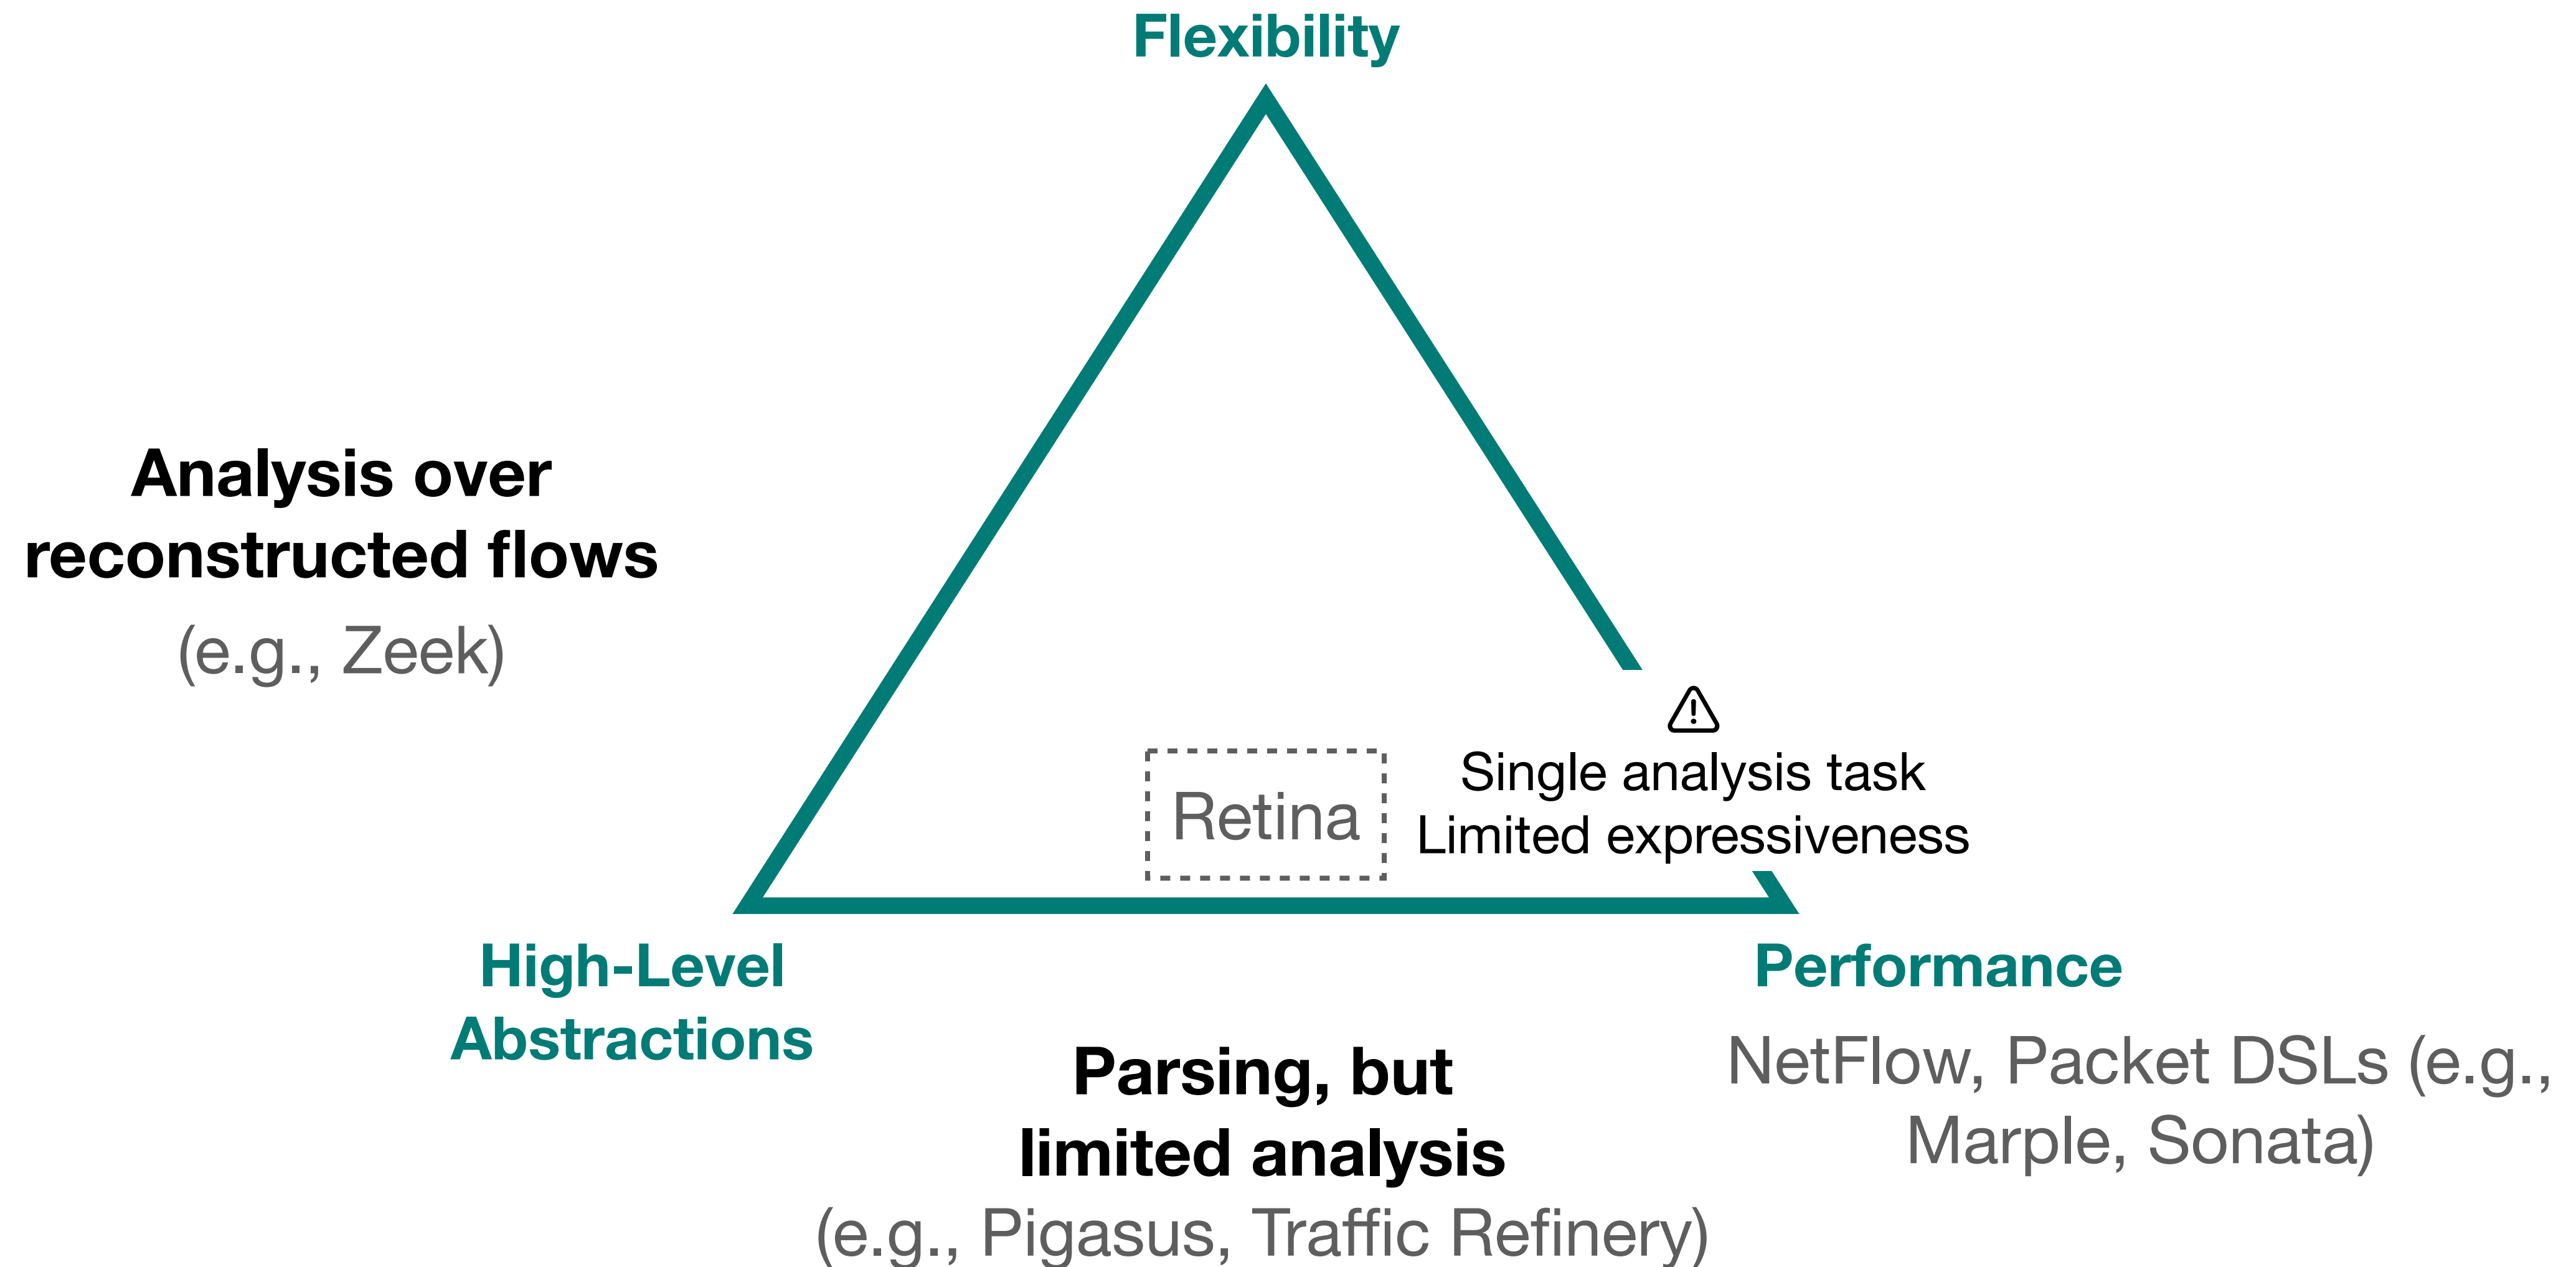 Flexibility
Analysis over
reconstructed flows
(e.g., Zeek)
Retina
Single analysis task
Limited expressiveness
High-Level
Abstractions
Parsing, but
limited analysis
(e.g., Pigasus, Traffic Refinery)
Performance
NetFlow, Packet DSLs (e.g.,
Marple, Sonata)